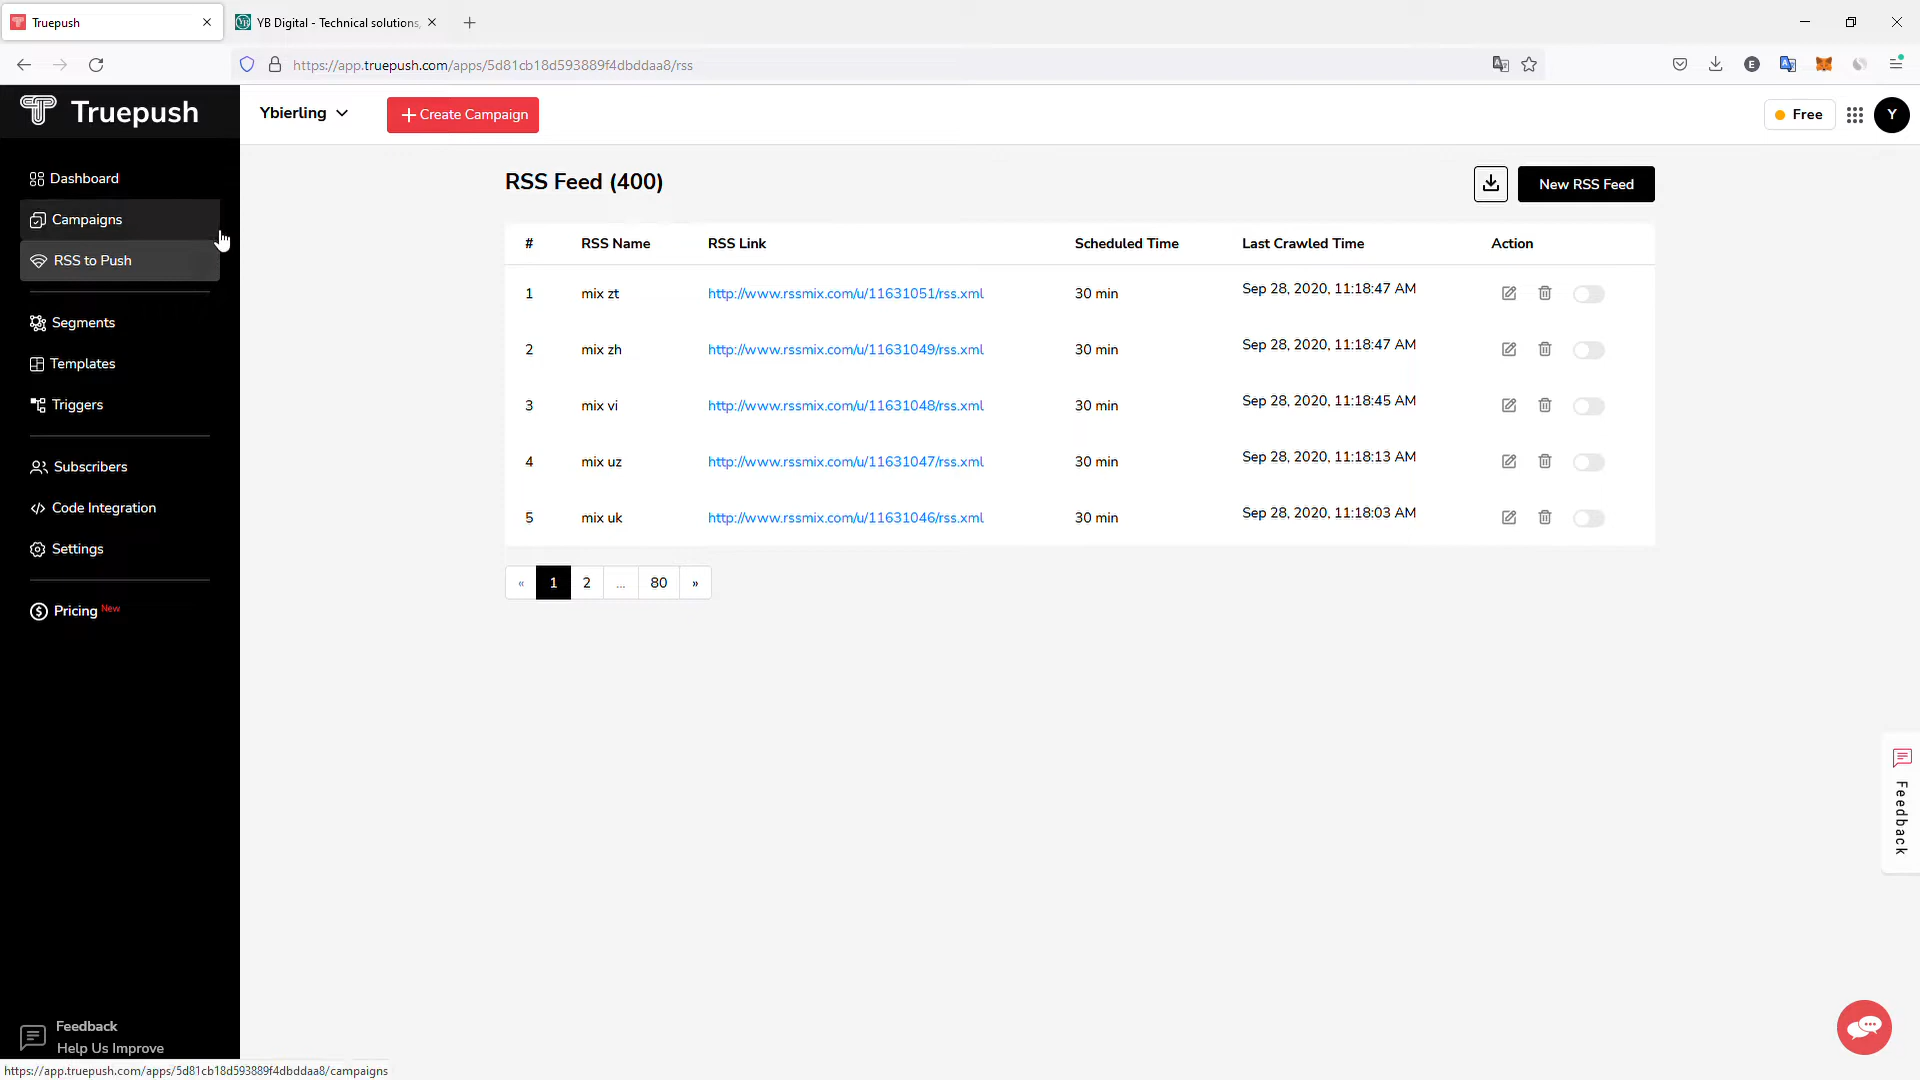 Truepush
YB Digital - Technical solutions,
https://app.truepush.com/apps/5d81cb18d593889f4dbddaa8/rss
Truepush
Ybierling
+ Create Campaign
Free
Y
Dashboard
Campaigns
RSS to Push
Segments
Templates
Triggers
Subscribers
Code Integration
Settings
Pricing New
Feedback
Help Us Improve
RSS Feed (400)
New RSS Feed
# RSS Name RSS Link Scheduled Time Last Crawled Time Action
1 mix zt http://www.rssmix.com/u/11631051/rss.xml 30 min Sep 28, 2020, 11:18:47 AM
2 mix zh http://www.rssmix.com/u/11631049/rss.xml 30 min Sep 28, 2020, 11:18:47 AM
3 mix vi http://www.rssmix.com/u/11631048/rss.xml 30 min Sep 28, 2020, 11:18:45 AM
4 mix uz http://www.rssmix.com/u/11631047/rss.xml 30 min Sep 28, 2020, 11:18:13 AM
5 mix uk http://www.rssmix.com/u/11631046/rss.xml 30 min Sep 28, 2020, 11:18:03 AM
« 1 2 ... 80 »
Feedback
https://app.truepush.com/apps/5d81cb18d593889f4dbddaa8/campaigns